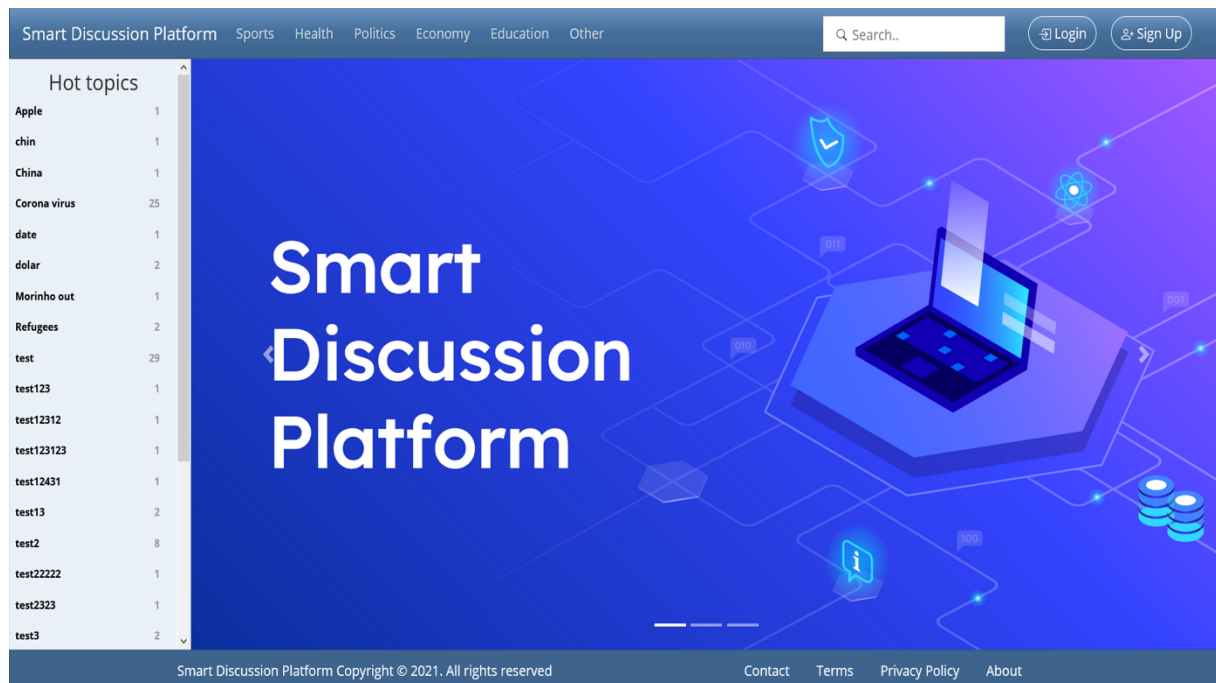 Smart Discussion Platform Sports Health Politics Economy Education Other Search.. Login Sign Up
Hot topics
Apple 1
chin 1
China 1
Corona virus 25
date 1
dolar 2
Morinho out 1
Refugees 2
test 29
test123 1
test12312 1
test123123 1
test12431 1
test13 2
test2 8
test22222 1
test2323 1
test3 2
Smart
Discussion
Platform
011
001
010
100
i
Smart Discussion Platform Copyright © 2021. All rights reserved Contact Terms Privacy Policy About